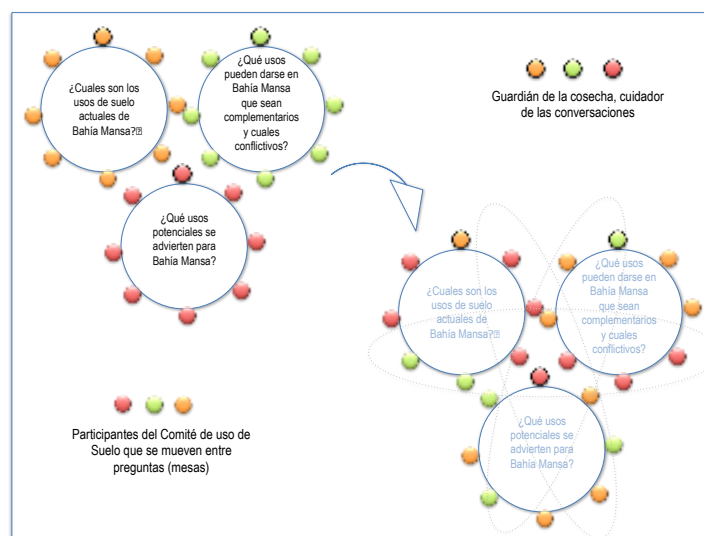 ¿Cuales son los
usos de suelo
actuales de
Bahía Mansa?
¿Qué usos
pueden darse en
Bahía Mansa
que sean
complementarios
y cuales
conflictivos?
¿Qué usos
potenciales se
advierten para
Bahía Mansa?
Guardián de la cosecha, cuidador
de las conversaciones
¿Cuales son los
usos de suelo
actuales de
Bahía Mansa?
¿Qué usos
pueden darse en
Bahía Mansa
que sean
complementarios
y cuales
conflictivos?
¿Qué usos
potenciales se
advierten para
Bahía Mansa?
Participantes del Comité de uso de
Suelo que se mueven entre
preguntas (mesas)